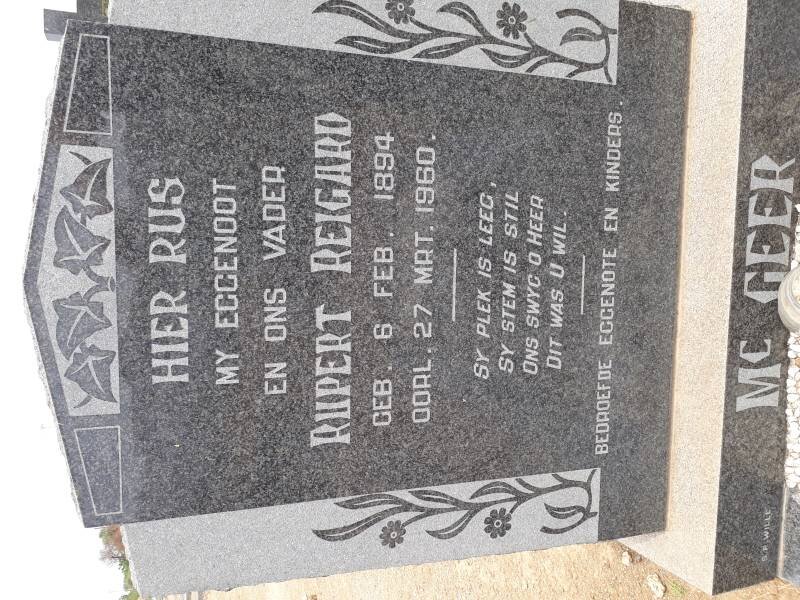 HIER RUS
MY EGGENOOT
EN ONS VADER
RUPERT REIGARD
GEB. 6 FEB. 1894
OORL. 27 MRT. 1960.
SY PLEK IS LEEG,
SY STEM IS STIL
ONS SWYG O HEER
DIT WAS U WIL.
BEDROEFDE EGGENOTE EN KINDERS.
MC GEER